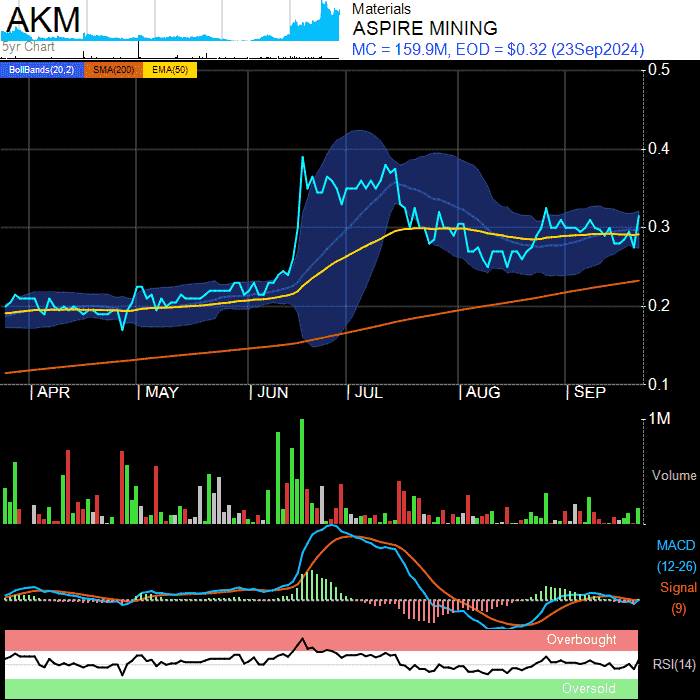 AKM
5yr Chart
Materials
ASPIRE MINING
MC = 159.9M, EOD = $0.32 (23Sep2024)
BollBands(20,2) SMA(200) EMA(50)
0.5
0.4
0.3
0.2
0.1
APR MAY JUN JUL AUG SEP
1M
Volume
MACD
(12-26)
Signal
(9)
Overbought
RSI(14)
Oversold